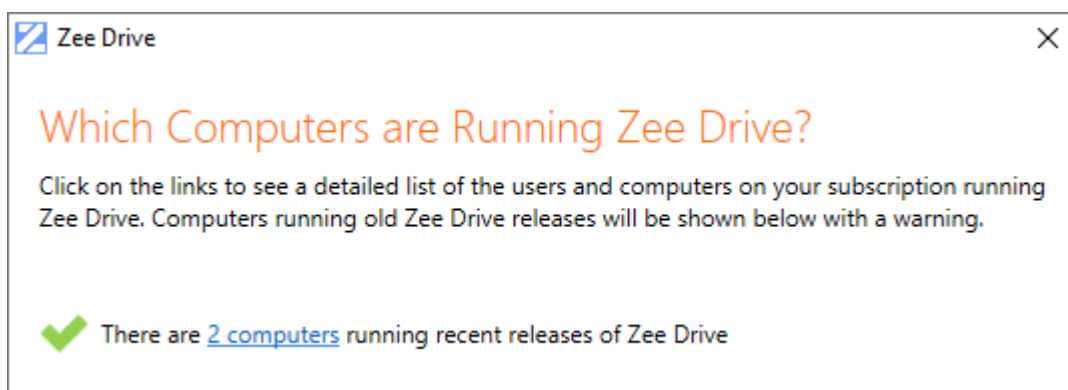 Zee Drive
Which Computers are Running Zee Drive?
Click on the links to see a detailed list of the users and computers on your subscription running
Zee Drive. Computers running old Zee Drive releases will be shown below with a warning.
There are 2 computers running recent releases of Zee Drive